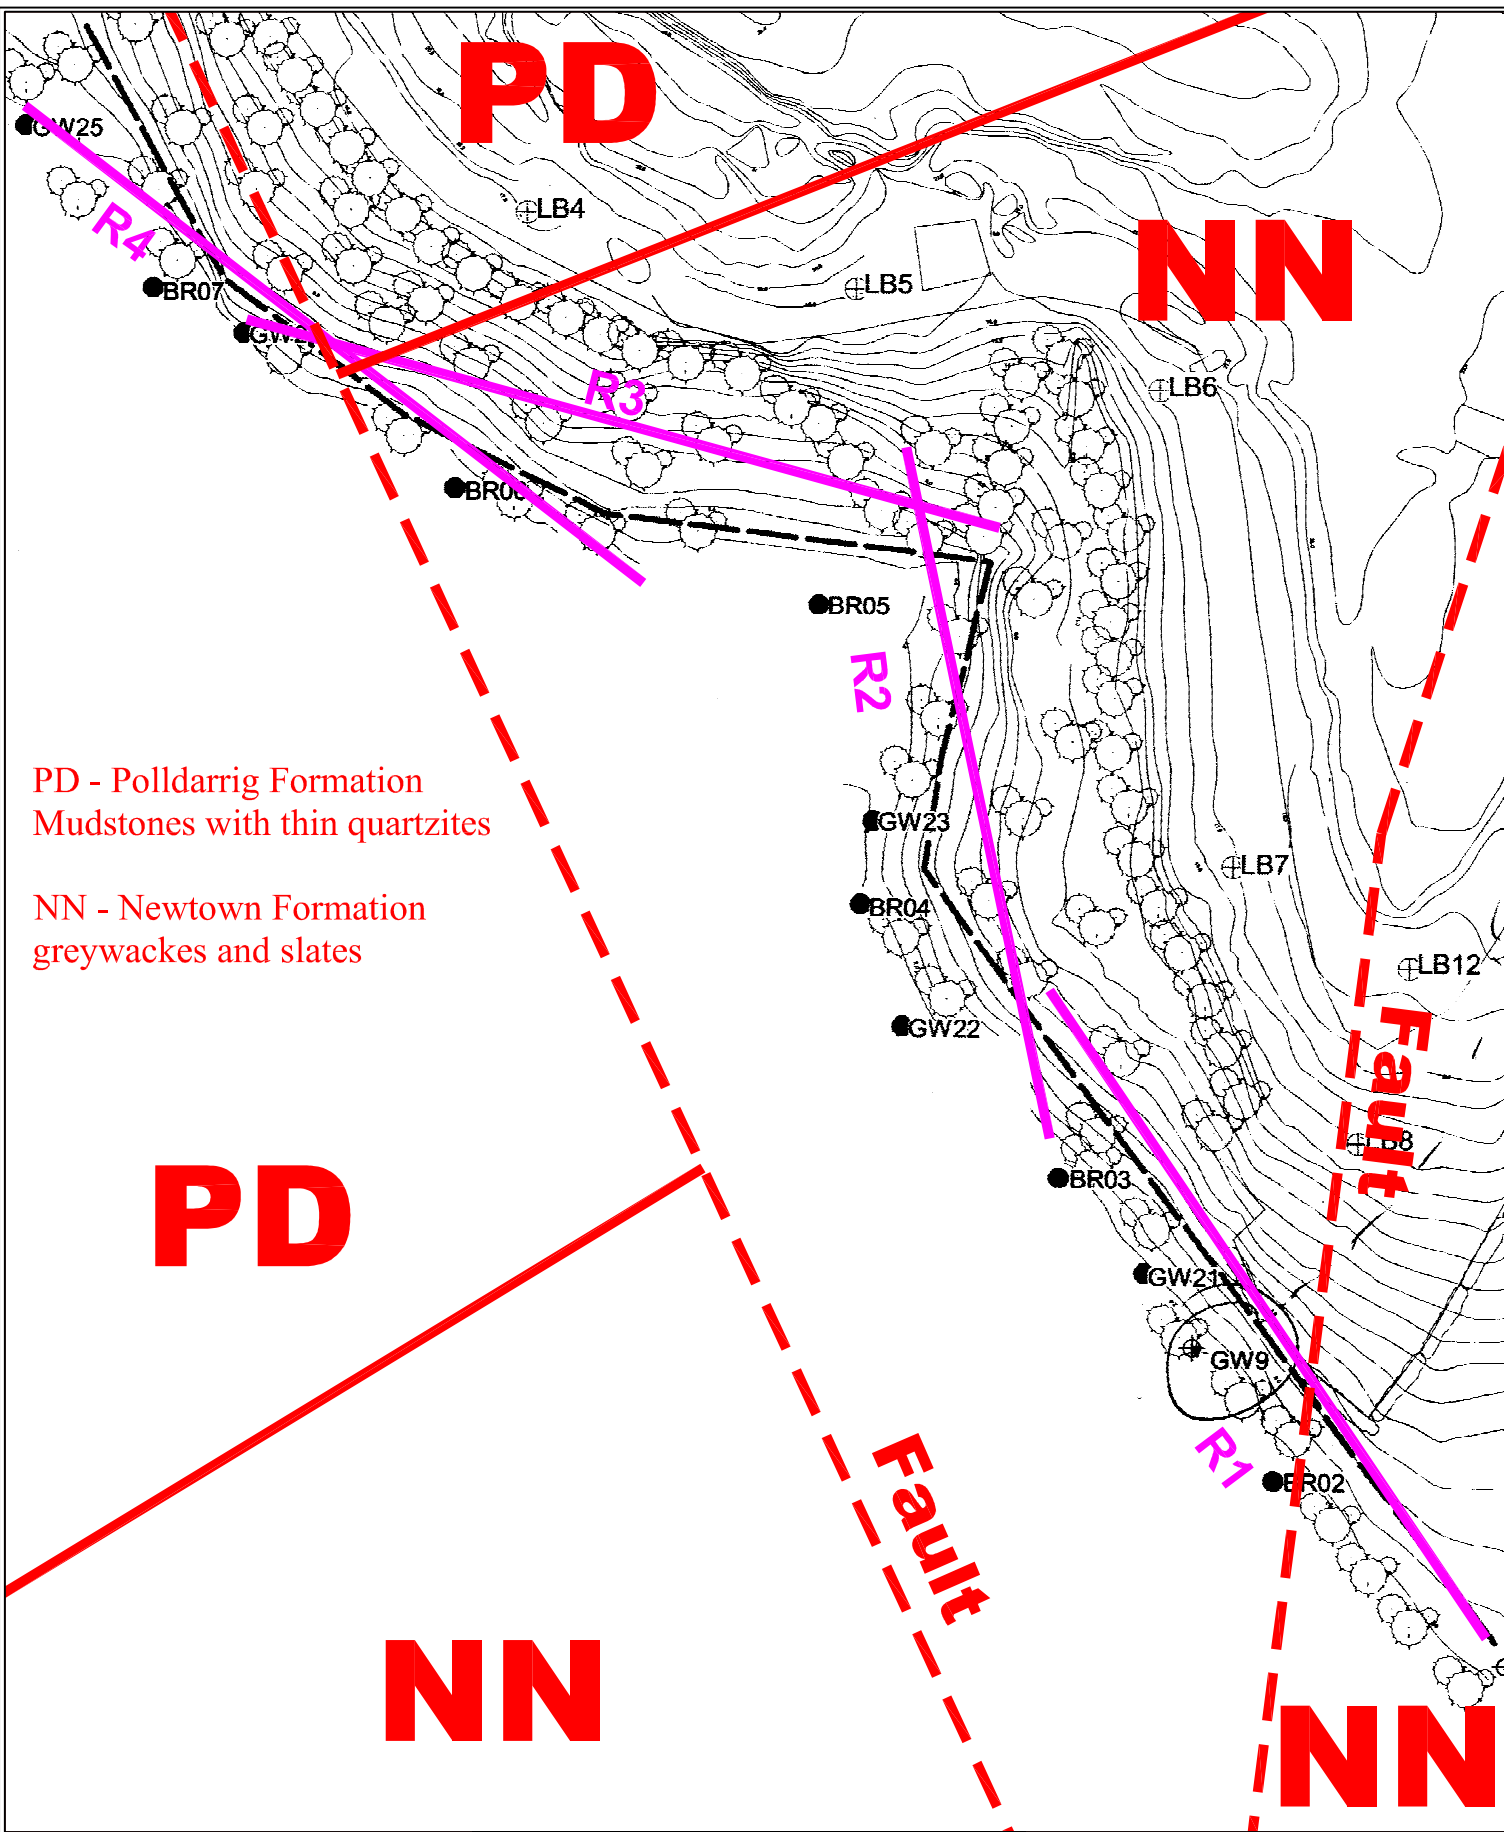 PD
GW25
LB4
R4
NN
BR07
LB5
R3
LB6
BR05
R2
PD - Polldarrig Formation
Mudstones with thin quartzites
GW23
LB7
NN - Newtown Formation
greywackes and slates
BR04
LB12
GW22
Fault
LB8
BR03
PD
GW21
GW9
R1
BR02
Fault
NN
NN